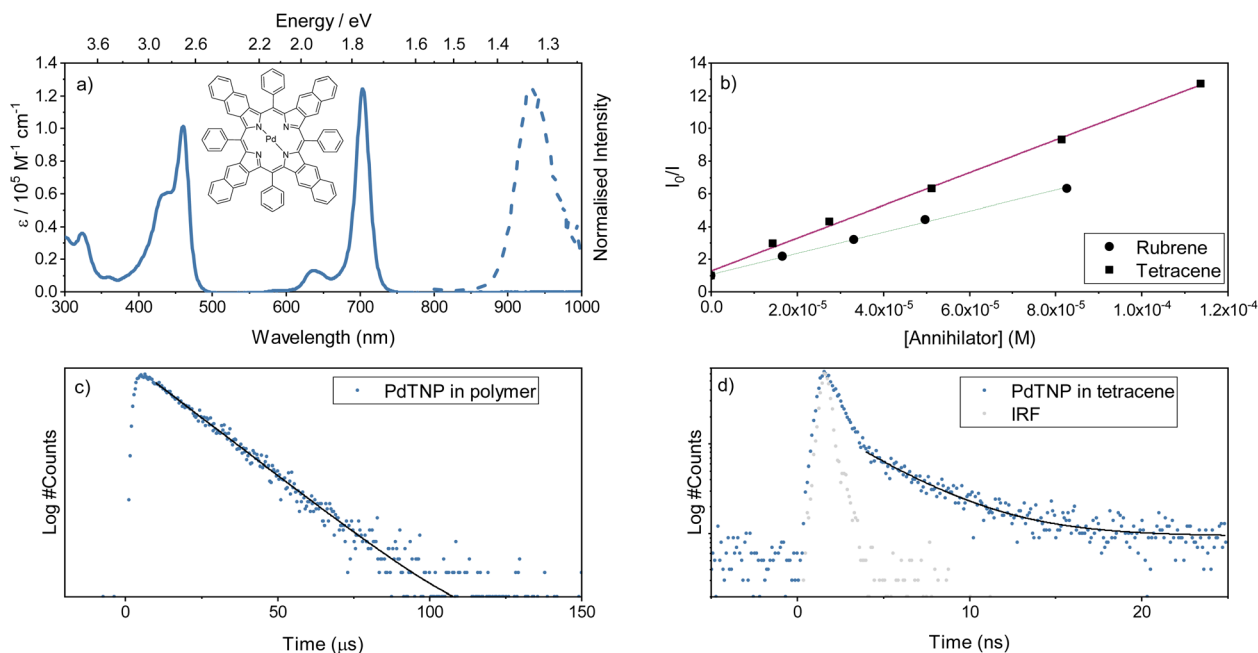 Energy / eV
3.6 3.0 2.8 2.6 2.2 2.0 1.8 1.6 1.5 1.4 1.3
a)
1.4
1.2
1.0
0.8
0.6
0.4
0.2
0.0
ε / 10⁵ M⁻¹ cm⁻¹
N N
Pd
N N
Normalised Intensity
300 400 500 600 700 800 900 1000
Wavelength (nm)
b)
14
12
10
8
6
4
2
0
I₀/I
Rubrene
Tetracene
0.0 2.0x10⁻⁵ 4.0x10⁻⁵ 6.0x10⁻⁵ 8.0x10⁻⁵ 1.0x10⁻⁴ 1.2x10⁻⁴
[Annihilator] (M)
c)
PdTNP in polymer
Log #Counts
0 50 100 150
Time (μs)
d)
PdTNP in tetracene
IRF
Log #Counts
0 10 20
Time (ns)